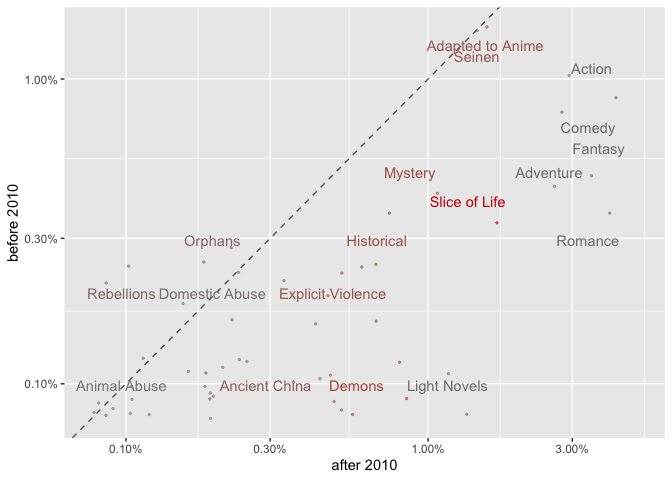 Adapted to Anime
Seinen
Action
1.00%
Comedy
Fantasy
Mystery
Adventure
Slice of Life
before 2010
0.30%
Orphans
Historical
Romance
Rebellions
Domestic Abuse
Explicit Violence
0.10%
Animal Abuse
Ancient China
Demons
Light Novels
0.10%
0.30%
1.00%
3.00%
after 2010